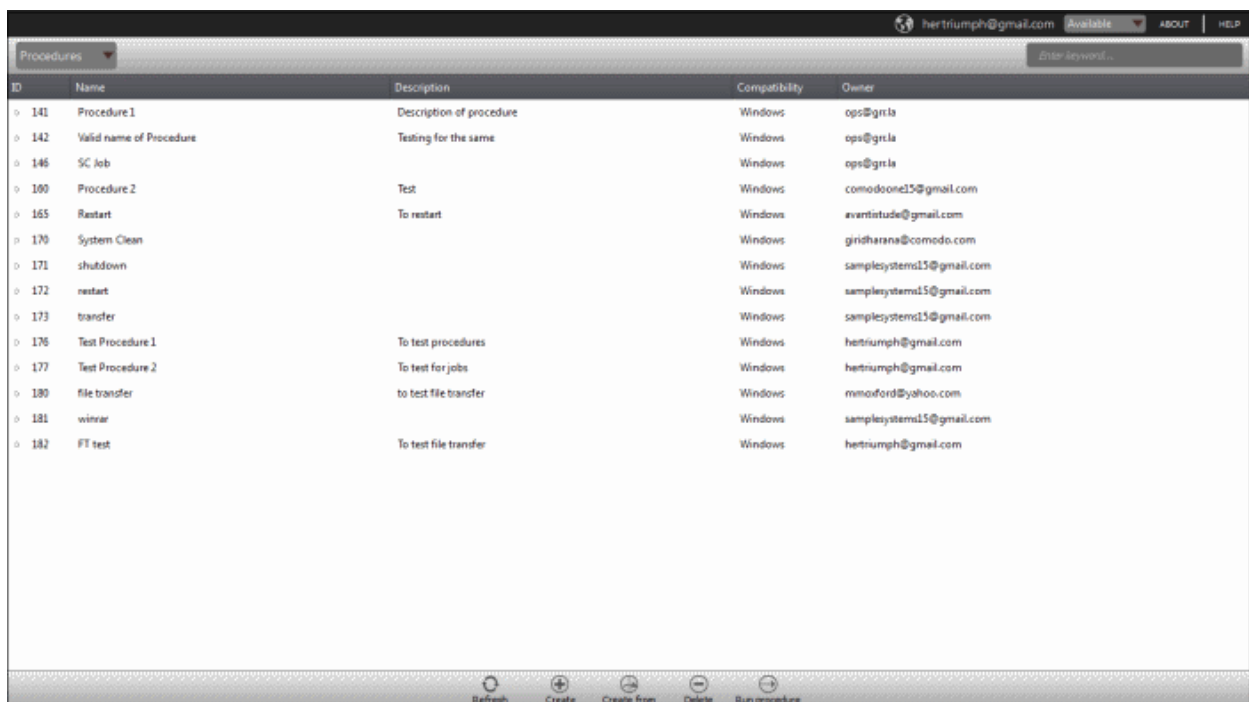 hertriumph@gmail.com Available ABOUT HELP
Procedures Enter keyword...
ID Name Description Compatibility Owner
141 Procedure 1 Description of procedure Windows ops@grr.la
142 Valid name of Procedure Testing for the same Windows ops@grr.la
146 SC Job Windows ops@grr.la
160 Procedure 2 Test Windows comodoone15@gmail.com
165 Restart To restart Windows avantistude@gmail.com
170 System Clean Windows giridharana@comodo.com
171 shutdown Windows samplesystems15@gmail.com
172 restart Windows samplesystems15@gmail.com
173 transfer Windows samplesystems15@gmail.com
176 Test Procedure 1 To test procedures Windows hertriumph@gmail.com
177 Test Procedure 2 To test for jobs Windows hertriumph@gmail.com
180 file transfer to test file transfer Windows mmoxford@yahoo.com
181 winrar Windows samplesystems15@gmail.com
182 FT test To test file transfer Windows hertriumph@gmail.com
Refresh Create Create from Delete Run procedure